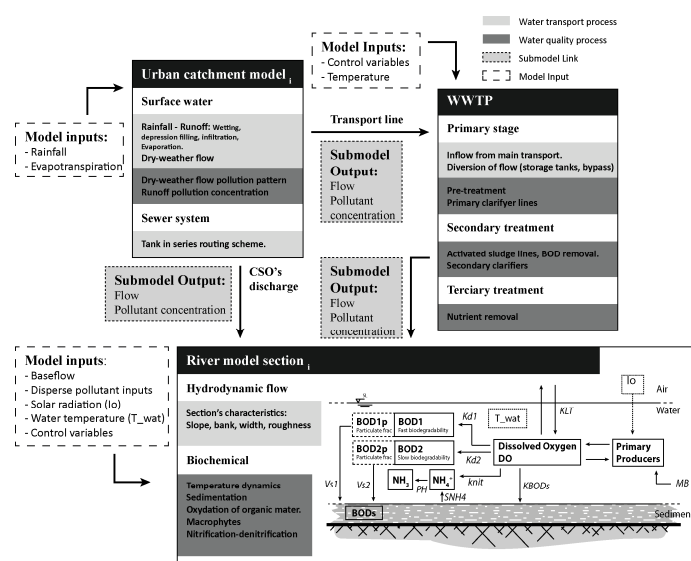 Water transport process
Water quality process
Submodel Link
Model Input
Model Inputs:
- Control variables
- Temperature
Urban catchment model i
Surface water
Rainfall - Runoff: Wetting,
depression filling, infiltration,
Evaporation.
Dry-weather flow
Dry-weather flow pollution pattern
Runoff pollution concentration
Sewer system
Tank in series routing scheme.
Model inputs:
- Rainfall
- Evapotranspiration
Transport line
Submodel
Output:
Flow
Pollutant
concentration
WWTP
Primary stage
Inflow from main transport.
Diversion of flow (storage tanks, bypass)
Pre-treatment
Primary clarifyer lines
Secondary treatment
Activated sludge lines, BOD removal.
Secondary clarifiers
Terciary treatment
Nutrient removal
Submodel Output:
Flow
Pollutant concentration
CSO's
discharge
Submodel
Output:
Flow
Pollutant
concentration
Model inputs:
- Baseflow
- Disperse pollutant inputs
- Solar radiation (Io)
- Water temperature (T_wat)
- Control variables
River model section i
Hydrodynamic flow
Section's characteristics:
Slope, bank, width, roughness
Biochemical
Temperature dynamics
Sedimentation
Oxydation of organic mater.
Macrophytes
Nitrification-denitrification
Io
Air
Water
KLT
T_wat
Kd1
BOD1p
Particulate frac
BOD1
Fast biodegradability
BOD2p
Particulate frac
BOD2
Slow biodegradability
Kd2
Dissolved Oxygen
DO
Primary
Producers
Vs1
Vs2
NH3
PH
NH4+
knit
SNH4
KBODs
MB
BODs
Sediment